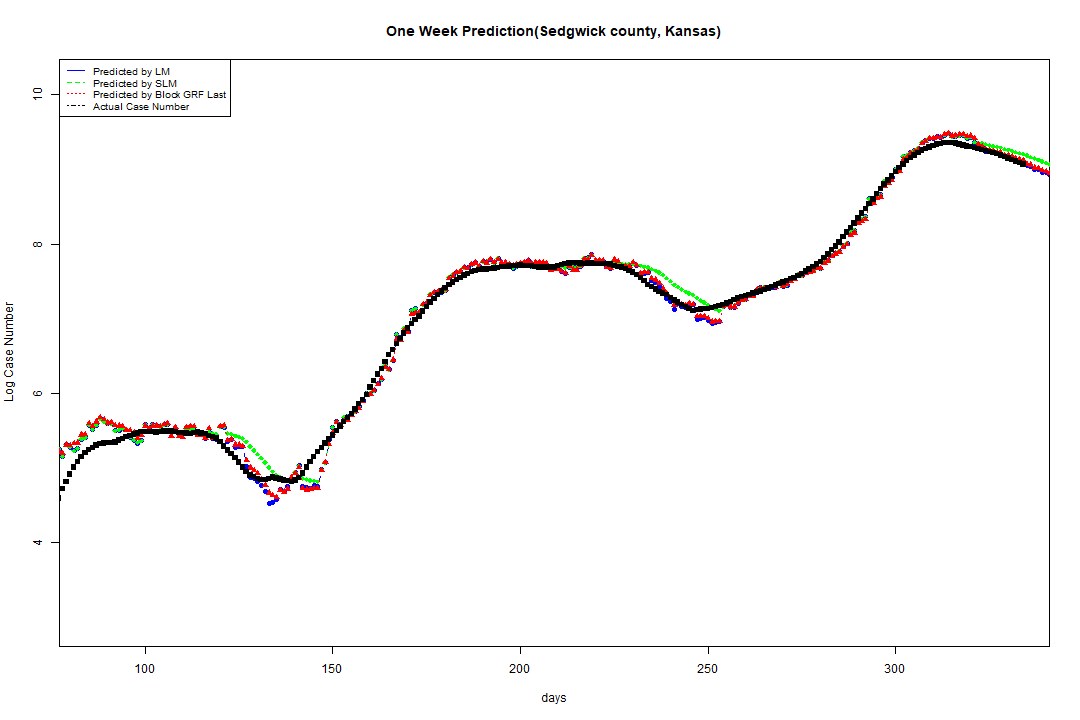 One Week Prediction(Sedgwick county, Kansas)
Predicted by LM
Predicted by SLM
Predicted by Block GRF Last
Actual Case Number
10
8
6
4
Log Case Number
100 150 200 250 300
days